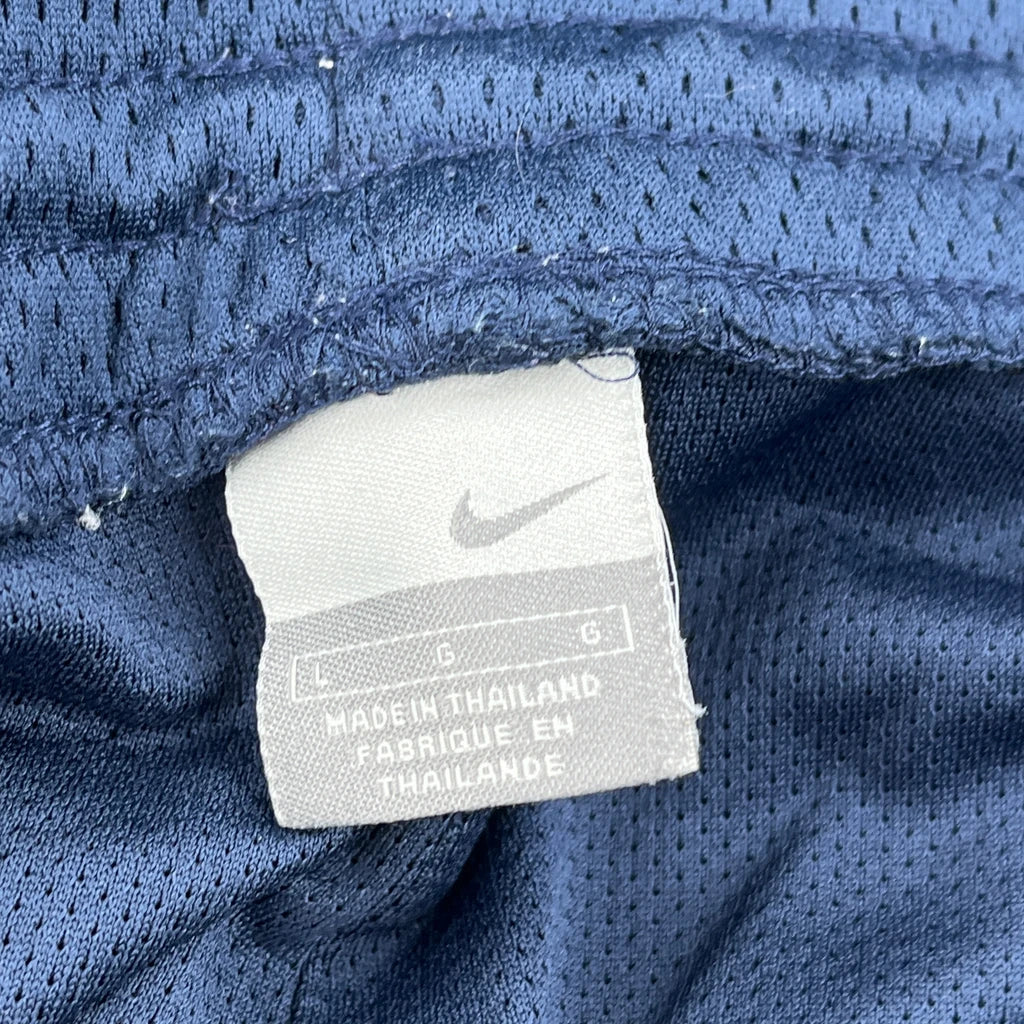 L G G
MADE IN THAILAND
FABRIQUE EN
THAILANDE